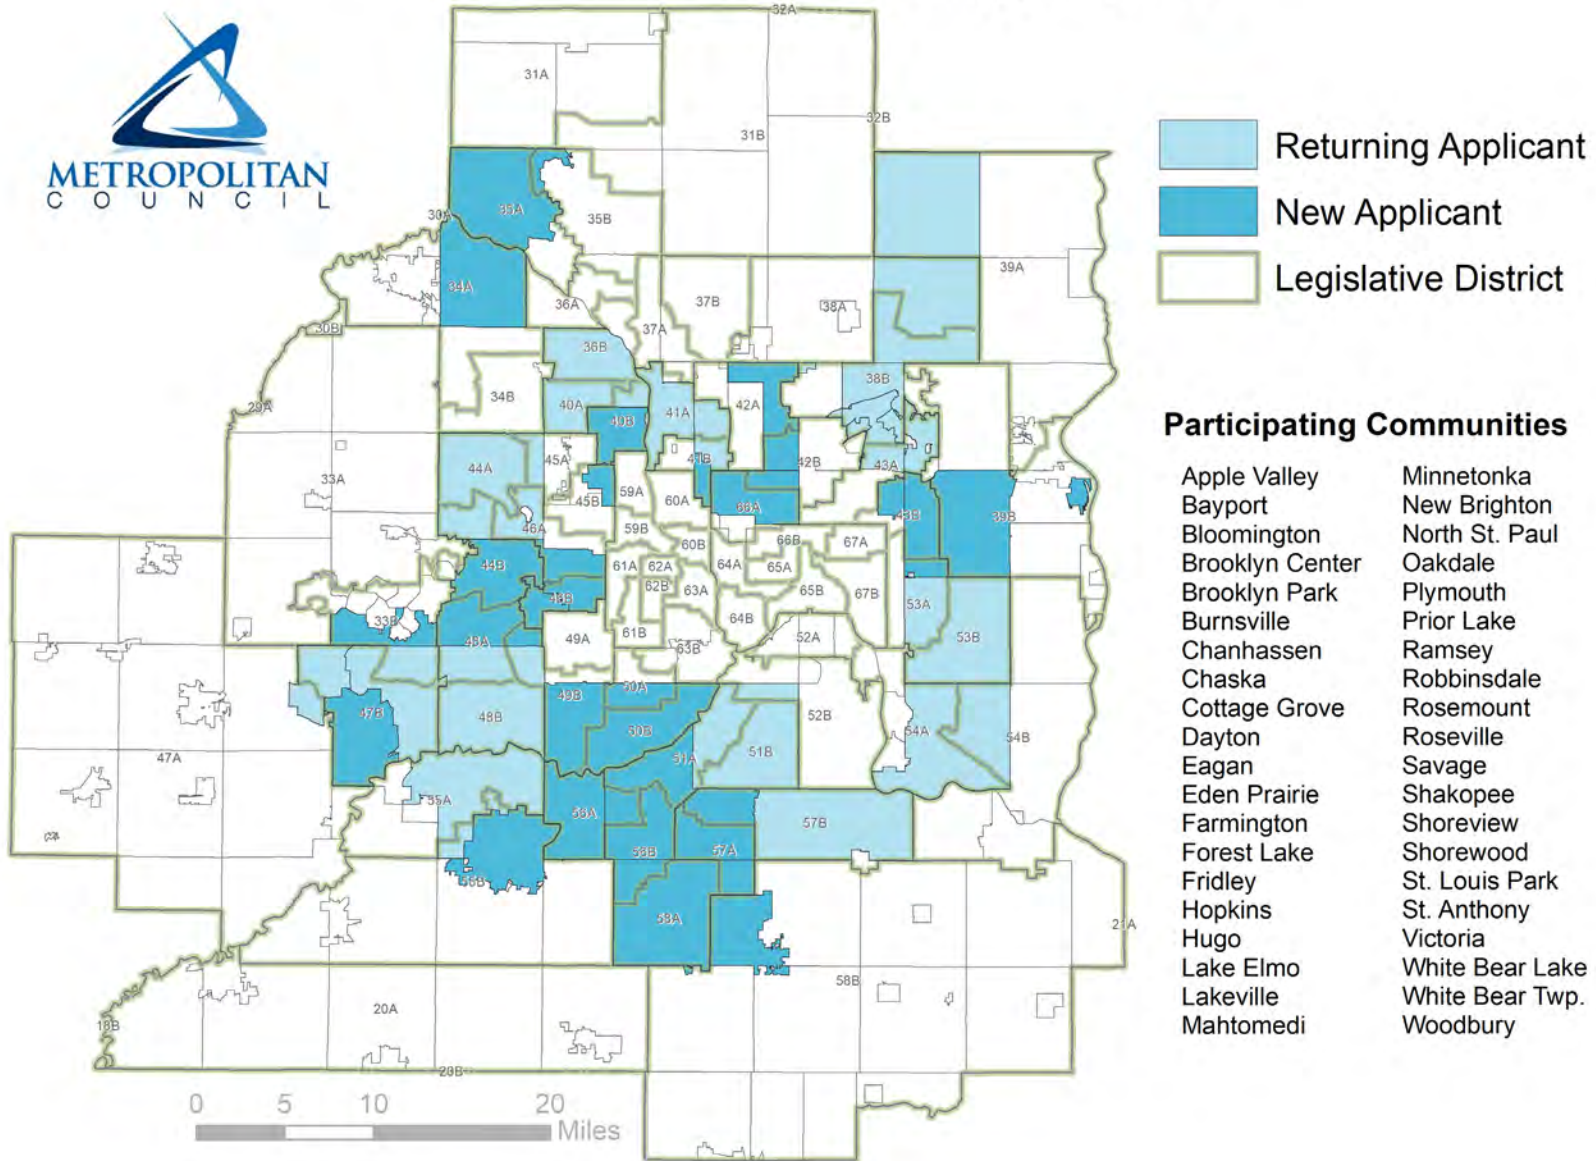 METROPOLITAN
COUNCIL
32A
31A
31B
32B
Returning Applicant
New Applicant
Legislative District
30A
35A
35B
39A
34A
36A
37B
38A
30B
37A
36B
38B
34B
40A
41A
42A
29A
40B
45A
41B
42B
43A
44A
33A
59A
60A
66A
45B
43B
39B
46A
59B
60B
66B
67A
44B
61A
62A
64A
65A
46B
62B
63A
65B
67B
53A
33B
48A
49A
61B
64B
52A
53B
63B
50A
49B
47B
48B
50B
52B
54A
54B
51A
51B
47A
55A
56A
57B
56B
57A
55B
58A
21A
58B
20A
18B
20B
Participating Communities
Apple Valley Minnetonka
Bayport New Brighton
Bloomington North St. Paul
Brooklyn Center Oakdale
Brooklyn Park Plymouth
Burnsville Prior Lake
Chanhassen Ramsey
Chaska Robbinsdale
Cottage Grove Rosemount
Dayton Roseville
Eagan Savage
Eden Prairie Shakopee
Farmington Shoreview
Forest Lake Shorewood
Fridley St. Louis Park
Hopkins St. Anthony
Hugo Victoria
Lake Elmo White Bear Lake
Lakeville White Bear Twp.
Mahtomedi Woodbury
0 5 10 20
Miles